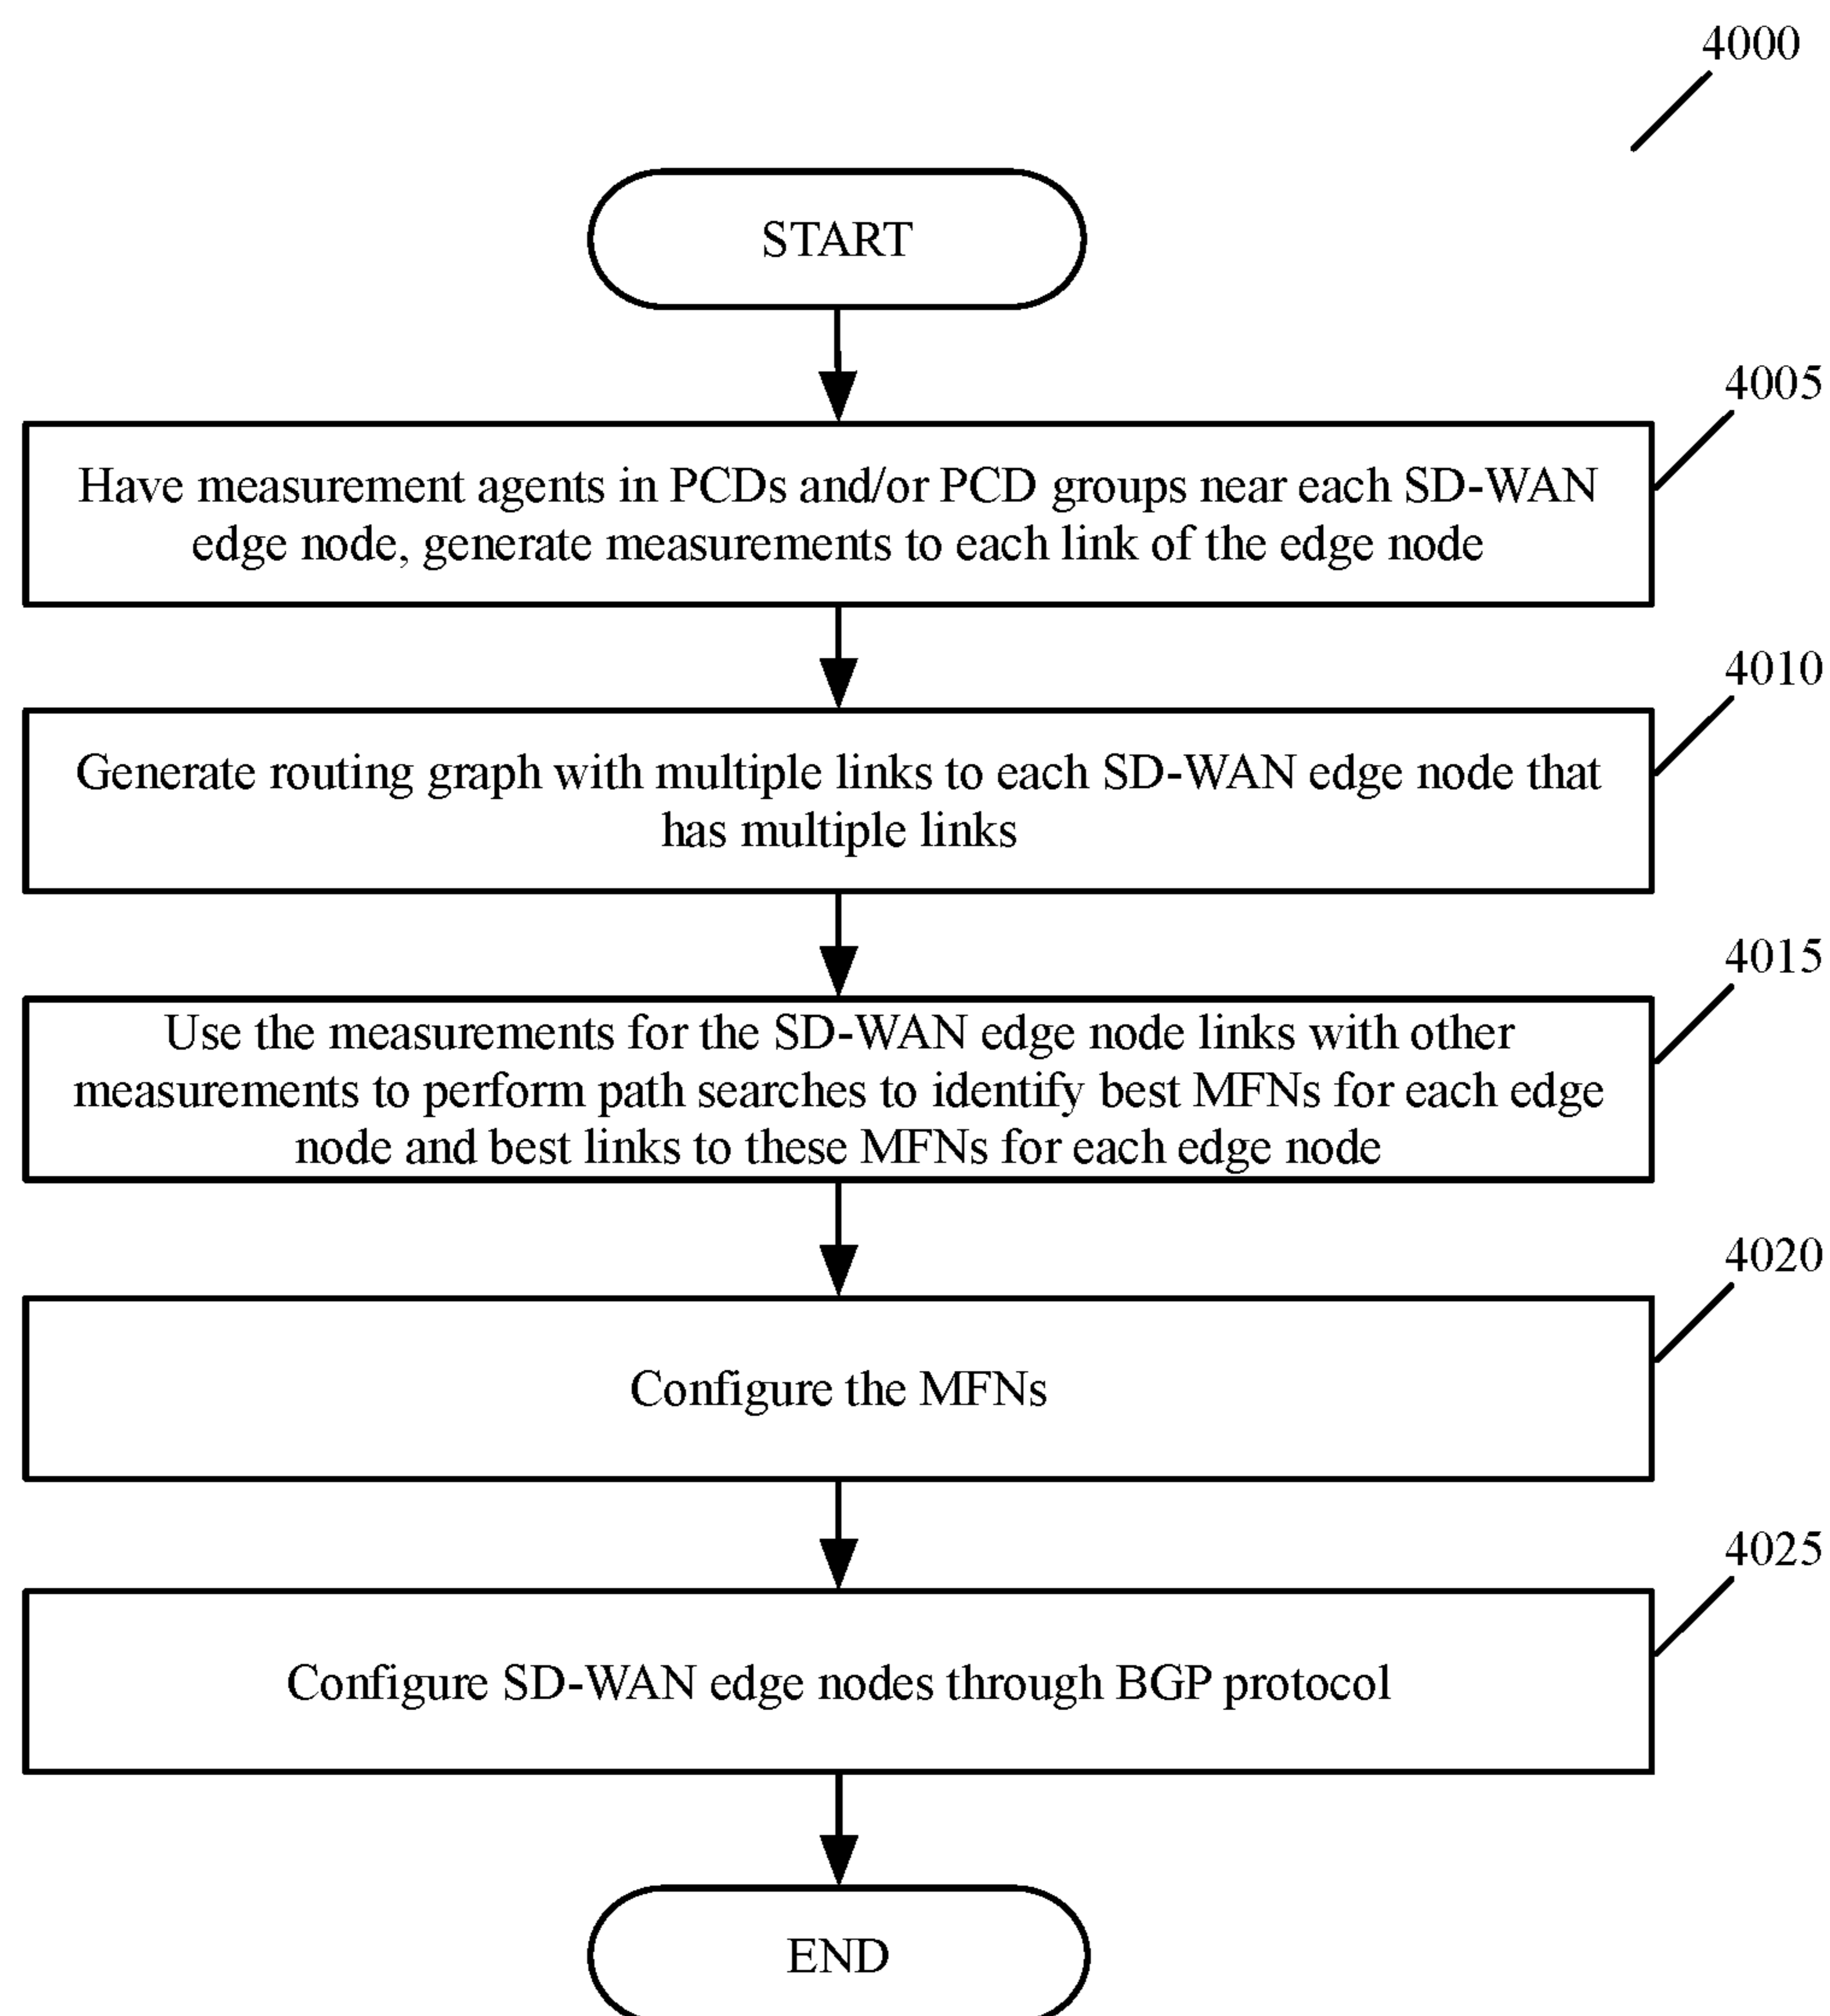 4000
START
4005
Have measurement agents in PCDs and/or PCD groups near each SD-WAN
edge node, generate measurements to each link of the edge node
4010
Generate routing graph with multiple links to each SD-WAN edge node that
has multiple links
4015
Use the measurements for the SD-WAN edge node links with other
measurements to perform path searches to identify best MFNs for each edge
node and best links to these MFNs for each edge node
4020
Configure the MFNs
4025
Configure SD-WAN edge nodes through BGP protocol
END